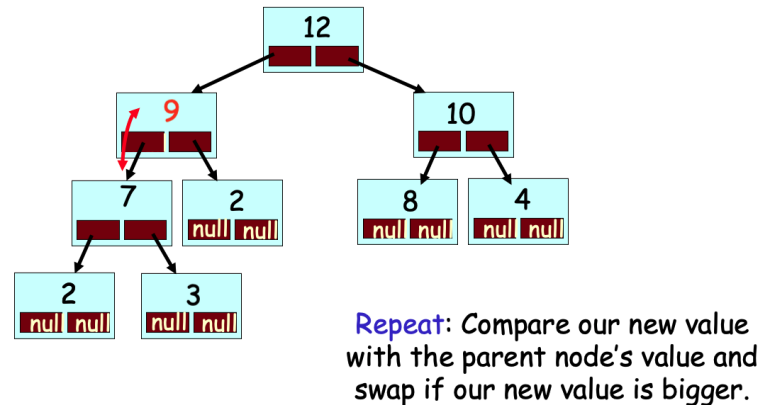 12
9
10
7
2
8
4
null null
null null
null null
2
3
null null
null null
Repeat: Compare our new value
with the parent node's value and
swap if our new value is bigger.